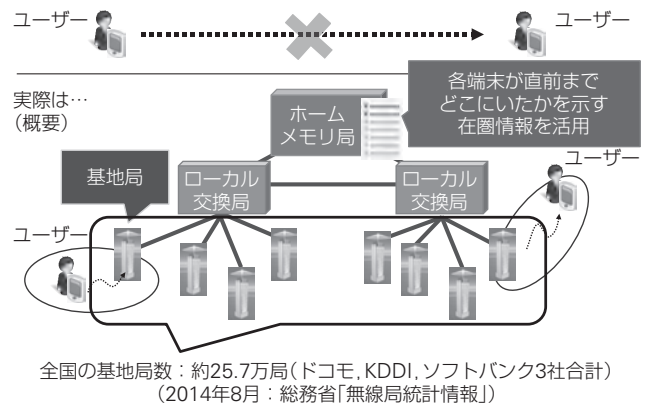 ユーザー
ユーザー
実際は…
(概要)
ホーム
メモリ局
各端末が直前まで
どこにいたかを示す
在圏情報を活用
基地局
ローカル
交換局
ローカル
交換局
ユーザー
ユーザー
全国の基地局数:約25.7万局(ドコモ,KDDI,ソフトバンク3社合計)
(2014年8月:総務省「無線局統計情報」)